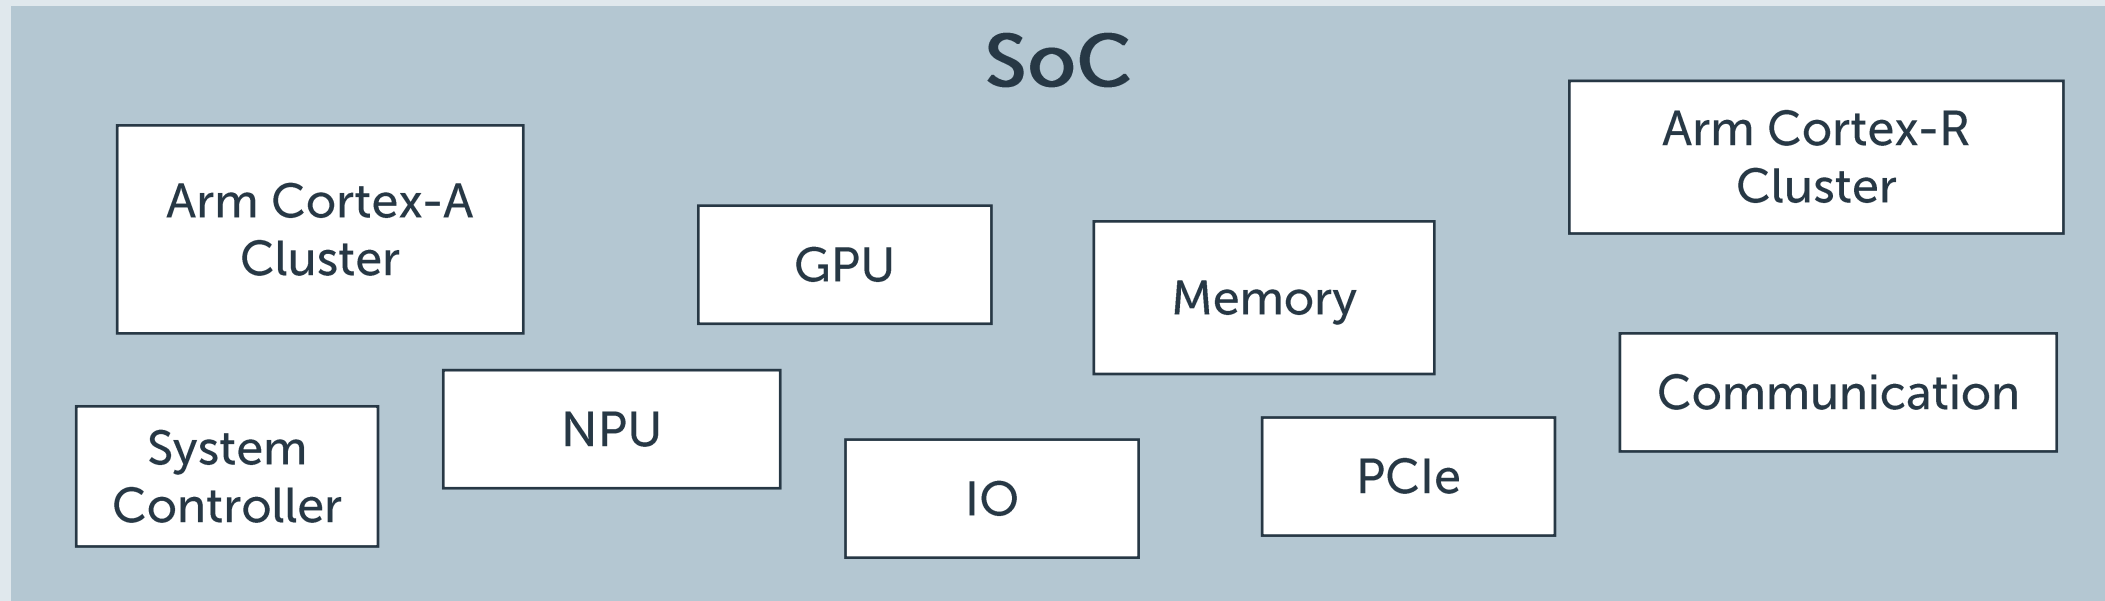 SoC
Arm Cortex-A
Cluster
GPU
Memory
Arm Cortex-R
Cluster
System
Controller
NPU
IO
PCIe
Communication